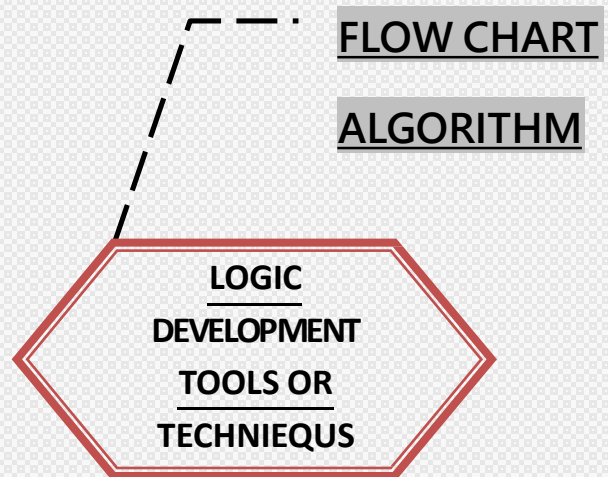 FLOW CHART
ALGORITHM
LOGIC
DEVELOPMENT
TOOLS OR
TECHNIEQUS